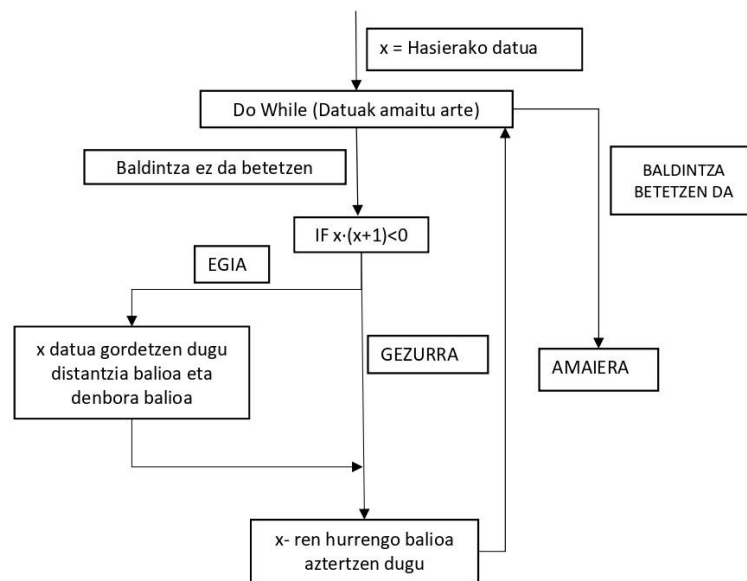 x = Hasierako datua
Do While (Datuak amaitu arte)
Baldintza ez da betetzen
BALDINTZA
BETETZEN DA
IF x·(x+1)<0
EGIA
x datua gordetzen dugu
distantzia balioa eta
denbora balioa
GEZURRA
AMAIERA
x- ren hurrengo balioa
aztertzen dugu